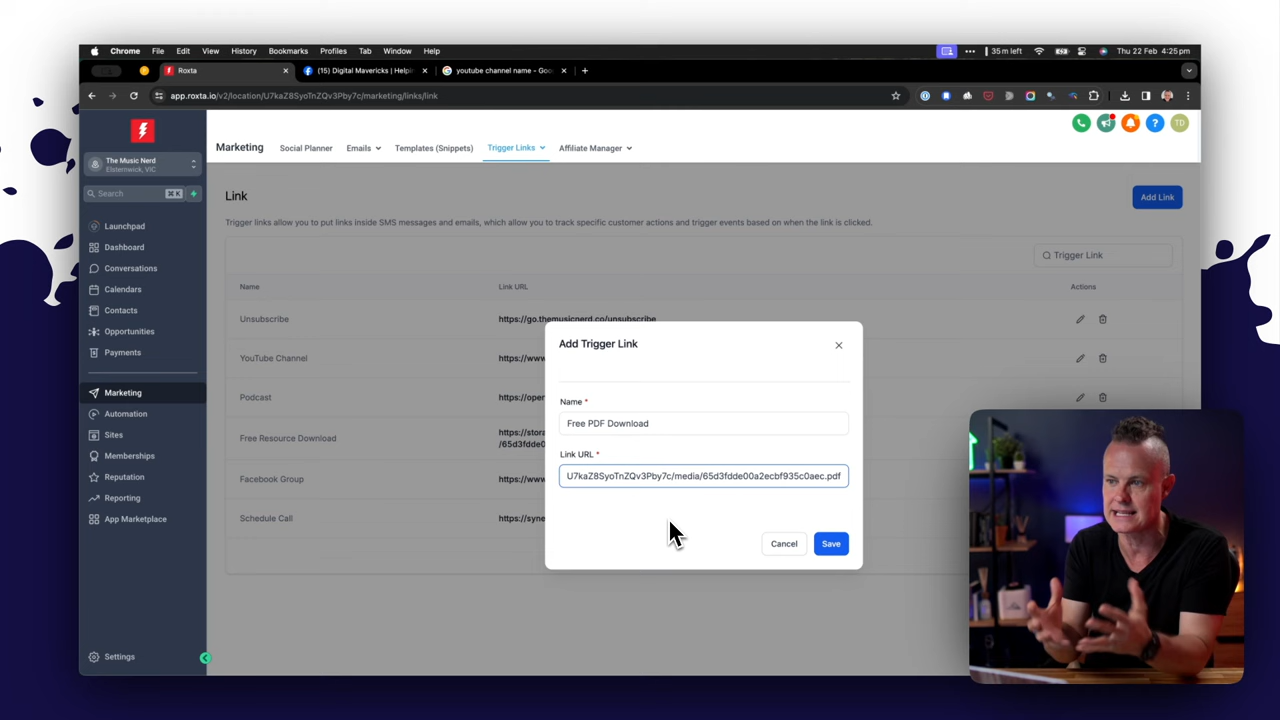 Chrome File Edit View History Bookmarks Profiles Tab Window Help
35 m left Thu 22 Feb 4:25 pm
Roxta
(15) Digital Mavericks | Helpin
youtube channel name - Goo
app.roxta.io/v2/location/U7kaZ8SyoTnZQv3Pby7c/marketing/links/link
TD
The Music Nerd
Elsternwick, VIC
Search ⌘K
Launchpad
Dashboard
Conversations
Calendars
Contacts
Opportunities
Payments
Marketing
Automation
Sites
Memberships
Reputation
Reporting
App Marketplace
Settings
Marketing Social Planner Emails Templates (Snippets) Trigger Links Affiliate Manager
Link
Add Link
Trigger links allow you to put links inside SMS messages and emails, which allow you to track specific customer actions and trigger events based on when the link is clicked.
Trigger Link
Name Link URL Actions
Unsubscribe https://go.themusicnerd.co/unsubscribe
YouTube Channel https://www
Podcast https://open
Free Resource Download https://stora
/65d3fdde0
Facebook Group https://www
Schedule Call https://syne
Add Trigger Link
Name *
Free PDF Download
Link URL *
U7kaZ8SyoTnZQv3Pby7c/media/65d3fdde00a2ecbf935c0aec.pdf
Cancel Save